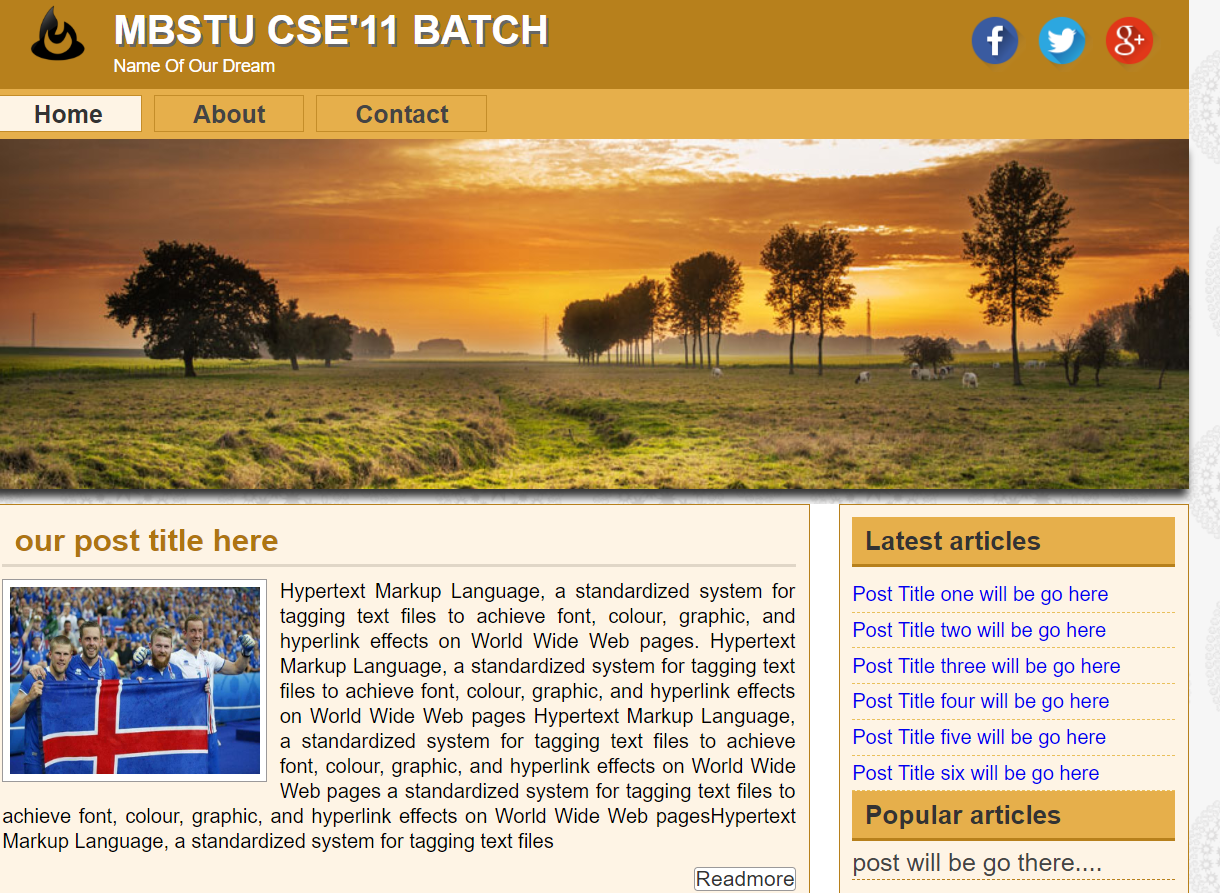 MBSTU CSE'11 BATCH
Name Of Our Dream
f
g+
Home
About
Contact
our post title here
Hypertext Markup Language, a standardized system for
tagging text files to achieve font, colour, graphic, and
hyperlink effects on World Wide Web pages. Hypertext
Markup Language, a standardized system for tagging text
files to achieve font, colour, graphic, and hyperlink effects
on World Wide Web pages Hypertext Markup Language,
a standardized system for tagging text files to achieve
font, colour, graphic, and hyperlink effects on World Wide
Web pages a standardized system for tagging text files to
achieve font, colour, graphic, and hyperlink effects on World Wide Web pagesHypertext
Markup Language, a standardized system for tagging text files
Readmore
Latest articles
Post Title one will be go here
Post Title two will be go here
Post Title three will be go here
Post Title four will be go here
Post Title five will be go here
Post Title six will be go here
Popular articles
post will be go there....